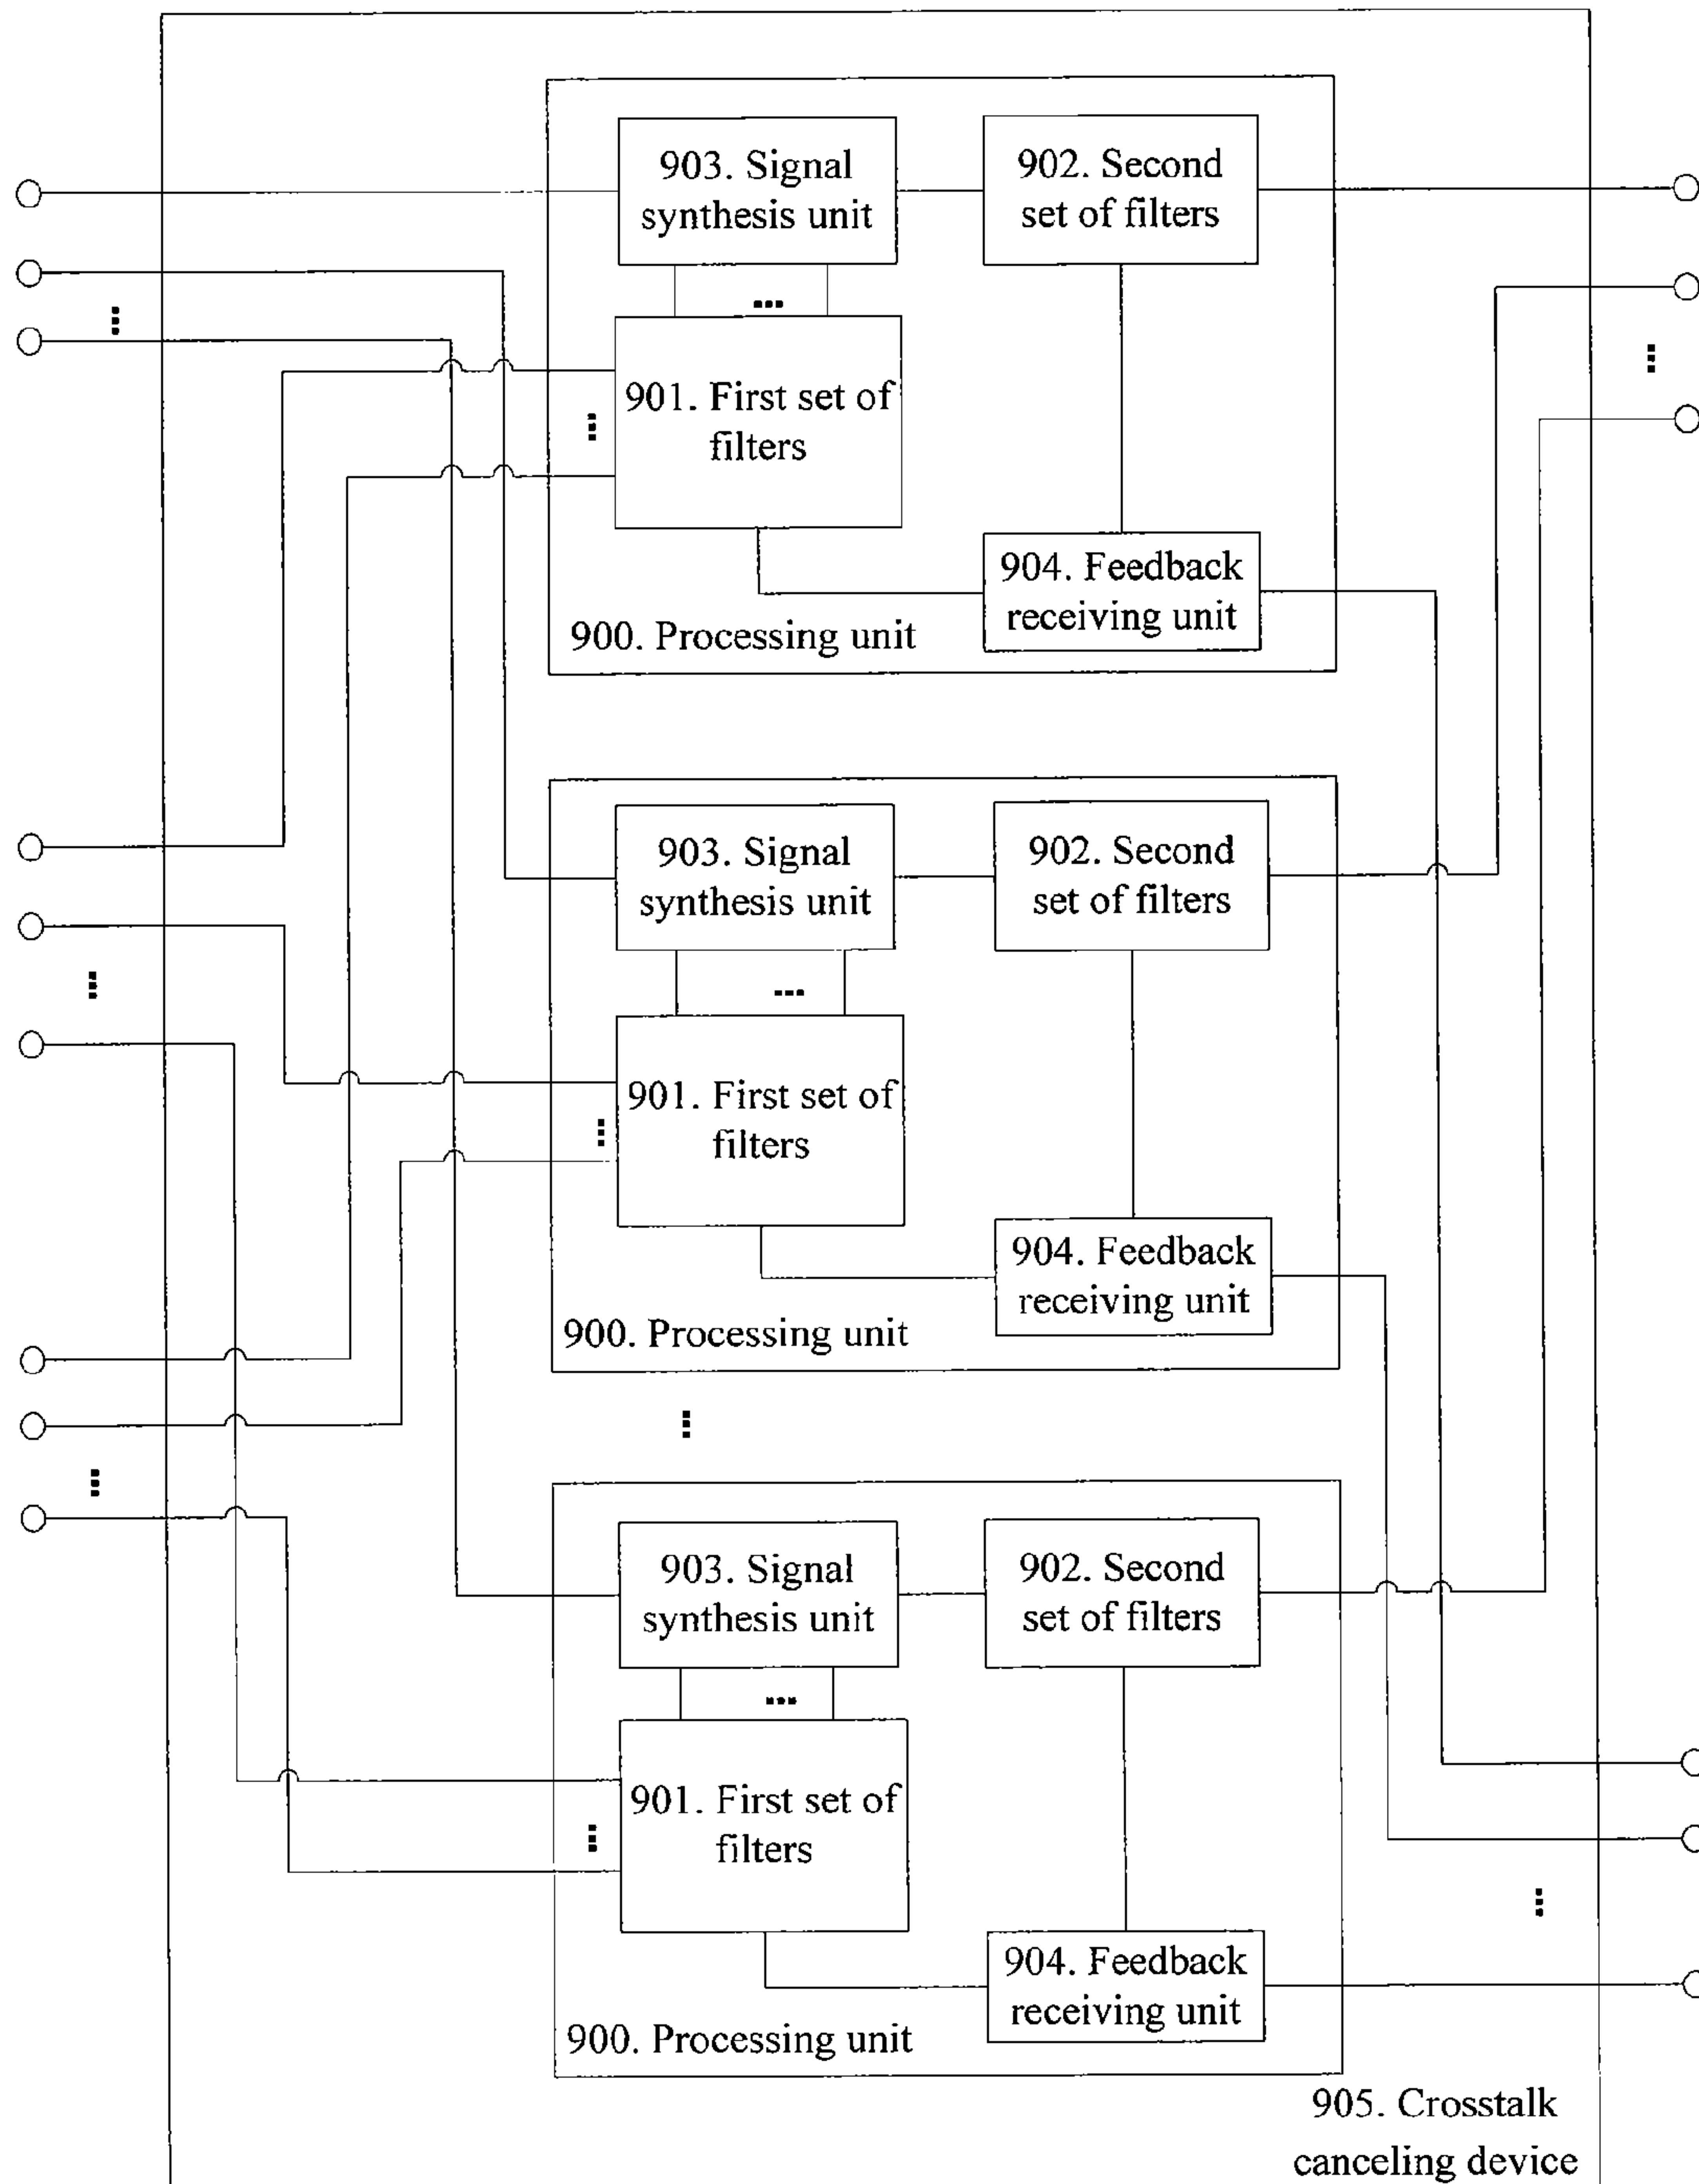 903. Signal
synthesis unit
902. Second
set of filters
901. First set of
filters
904. Feedback
receiving unit
900. Processing unit
903. Signal
synthesis unit
902. Second
set of filters
901. First set of
filters
904. Feedback
receiving unit
900. Processing unit
903. Signal
synthesis unit
902. Second
set of filters
901. First set of
filters
904. Feedback
receiving unit
900. Processing unit
905. Crosstalk
canceling device